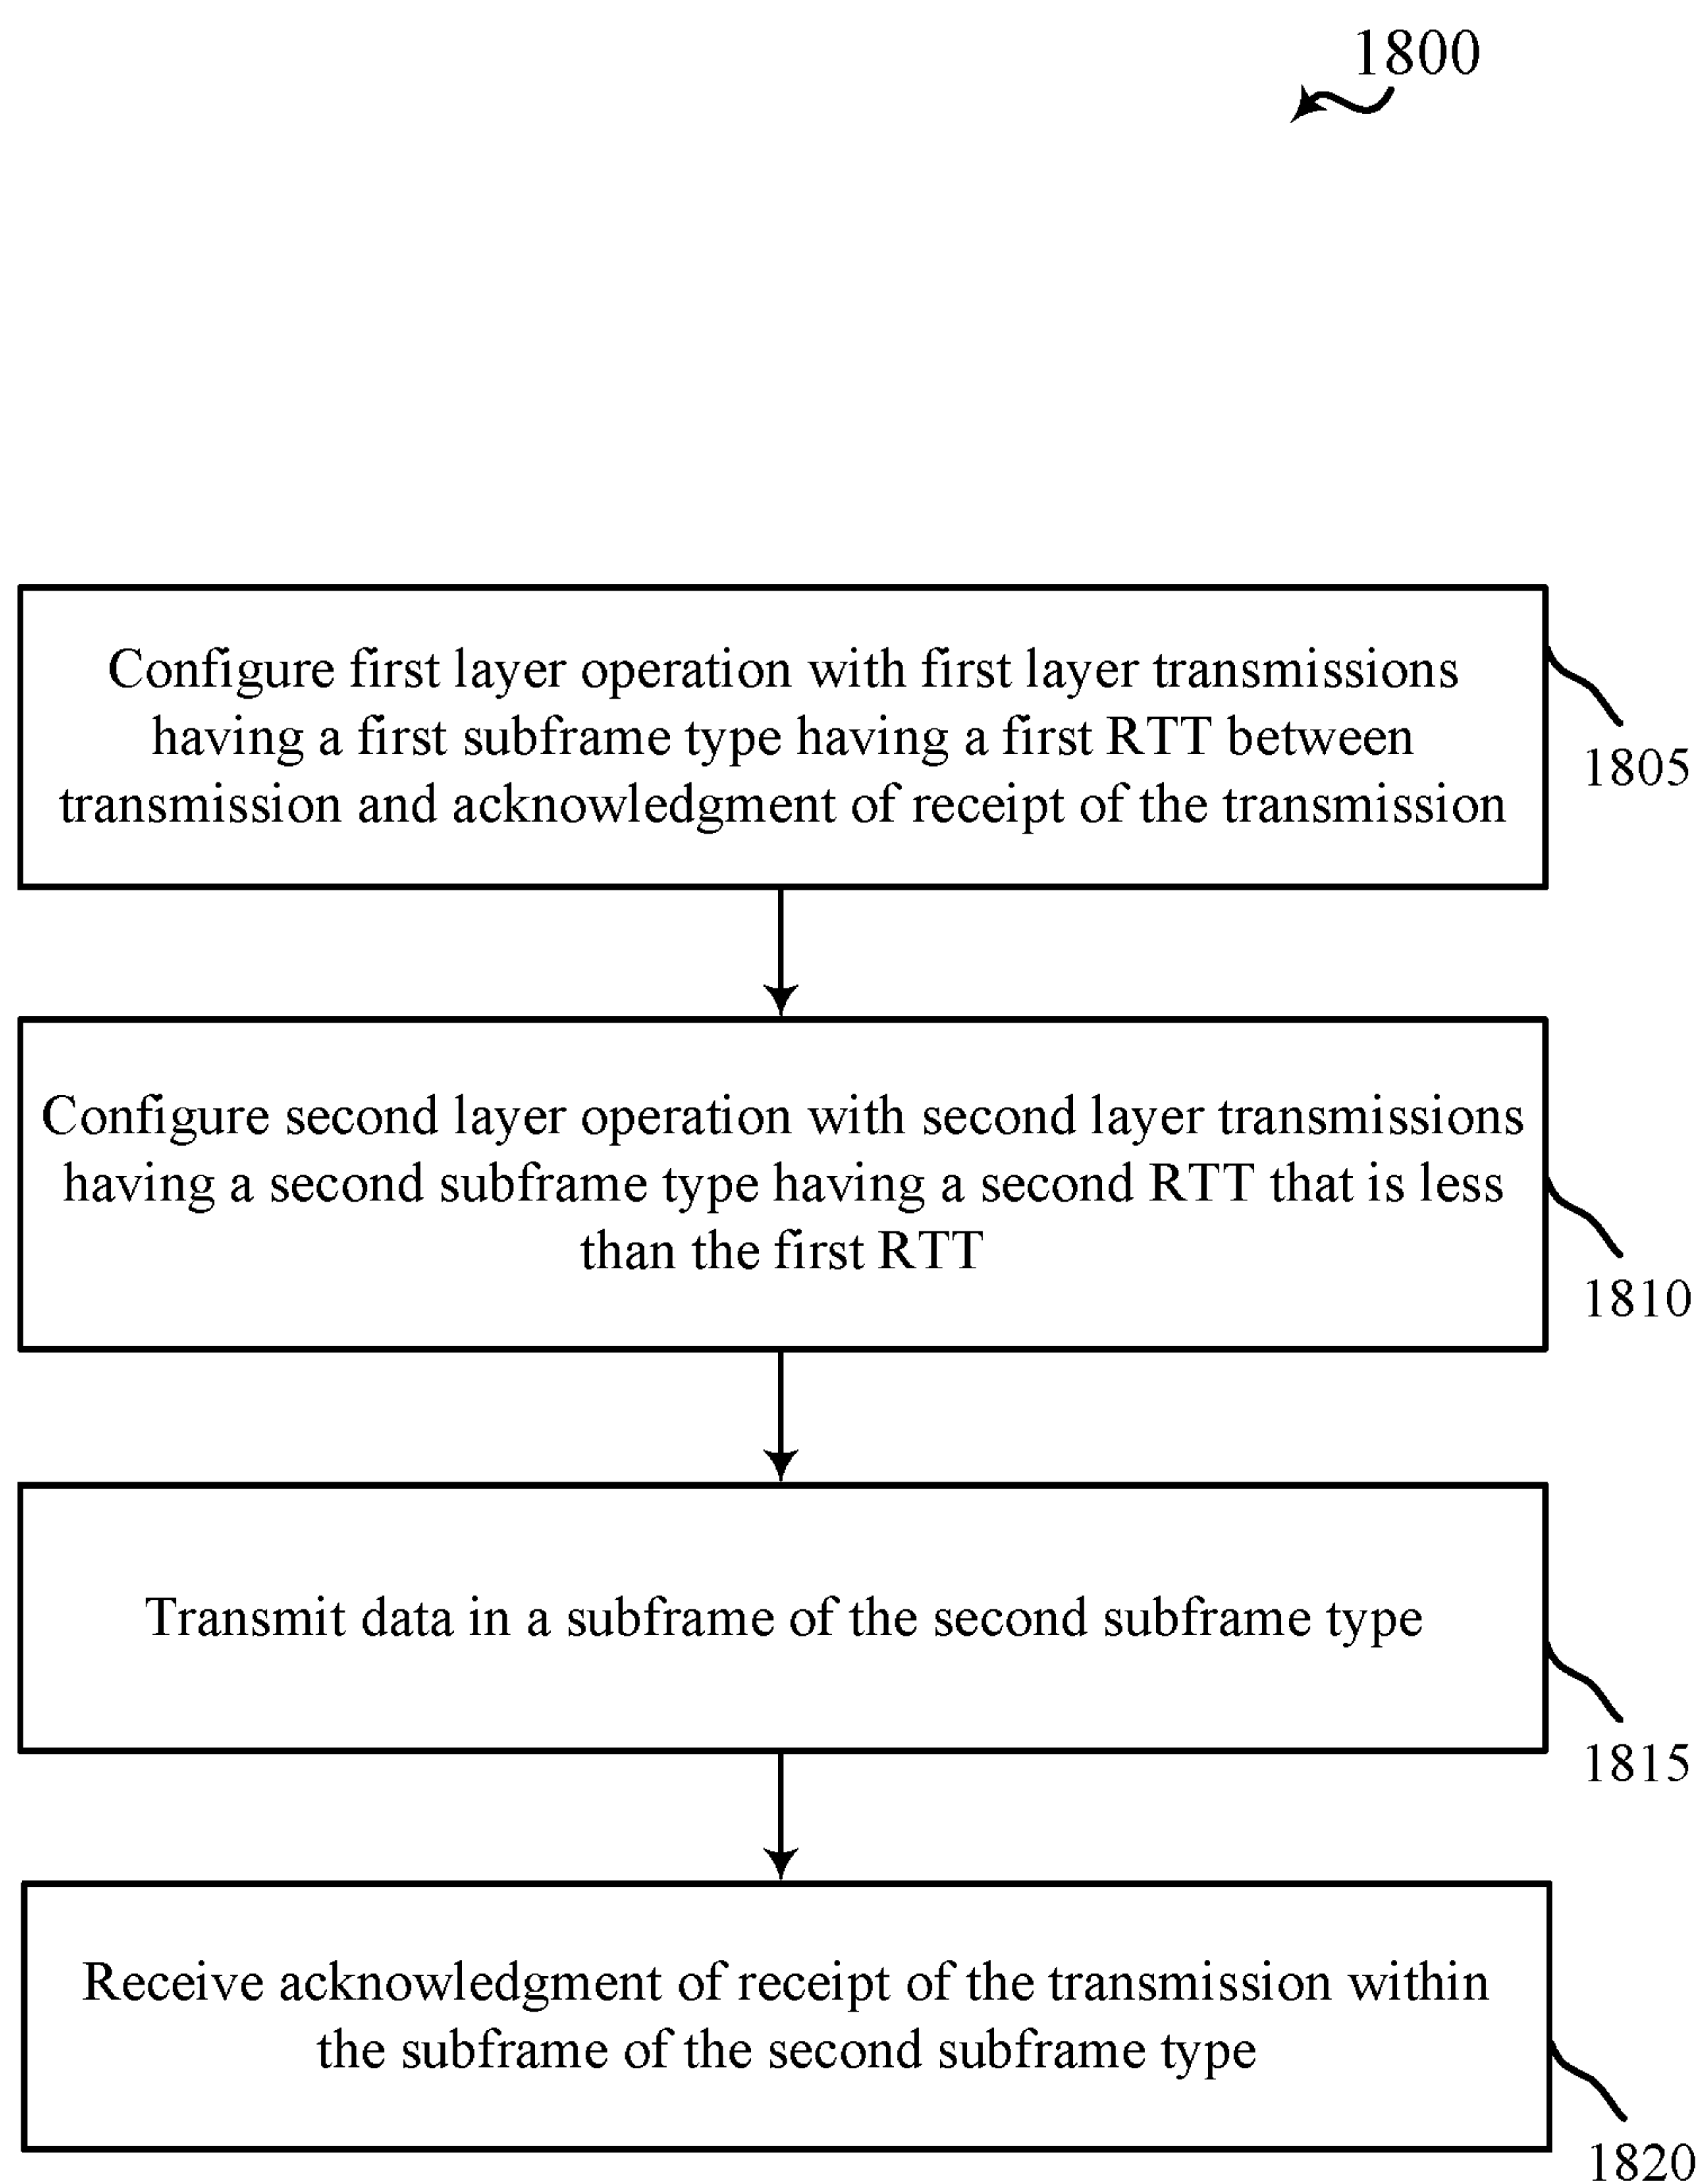 1800
Configure first layer operation with first layer transmissions
having a first subframe type having a first RTT between
transmission and acknowledgment of receipt of the transmission
1805
Configure second layer operation with second layer transmissions
having a second subframe type having a second RTT that is less
than the first RTT
1810
Transmit data in a subframe of the second subframe type
1815
Receive acknowledgment of receipt of the transmission within
the subframe of the second subframe type
1820